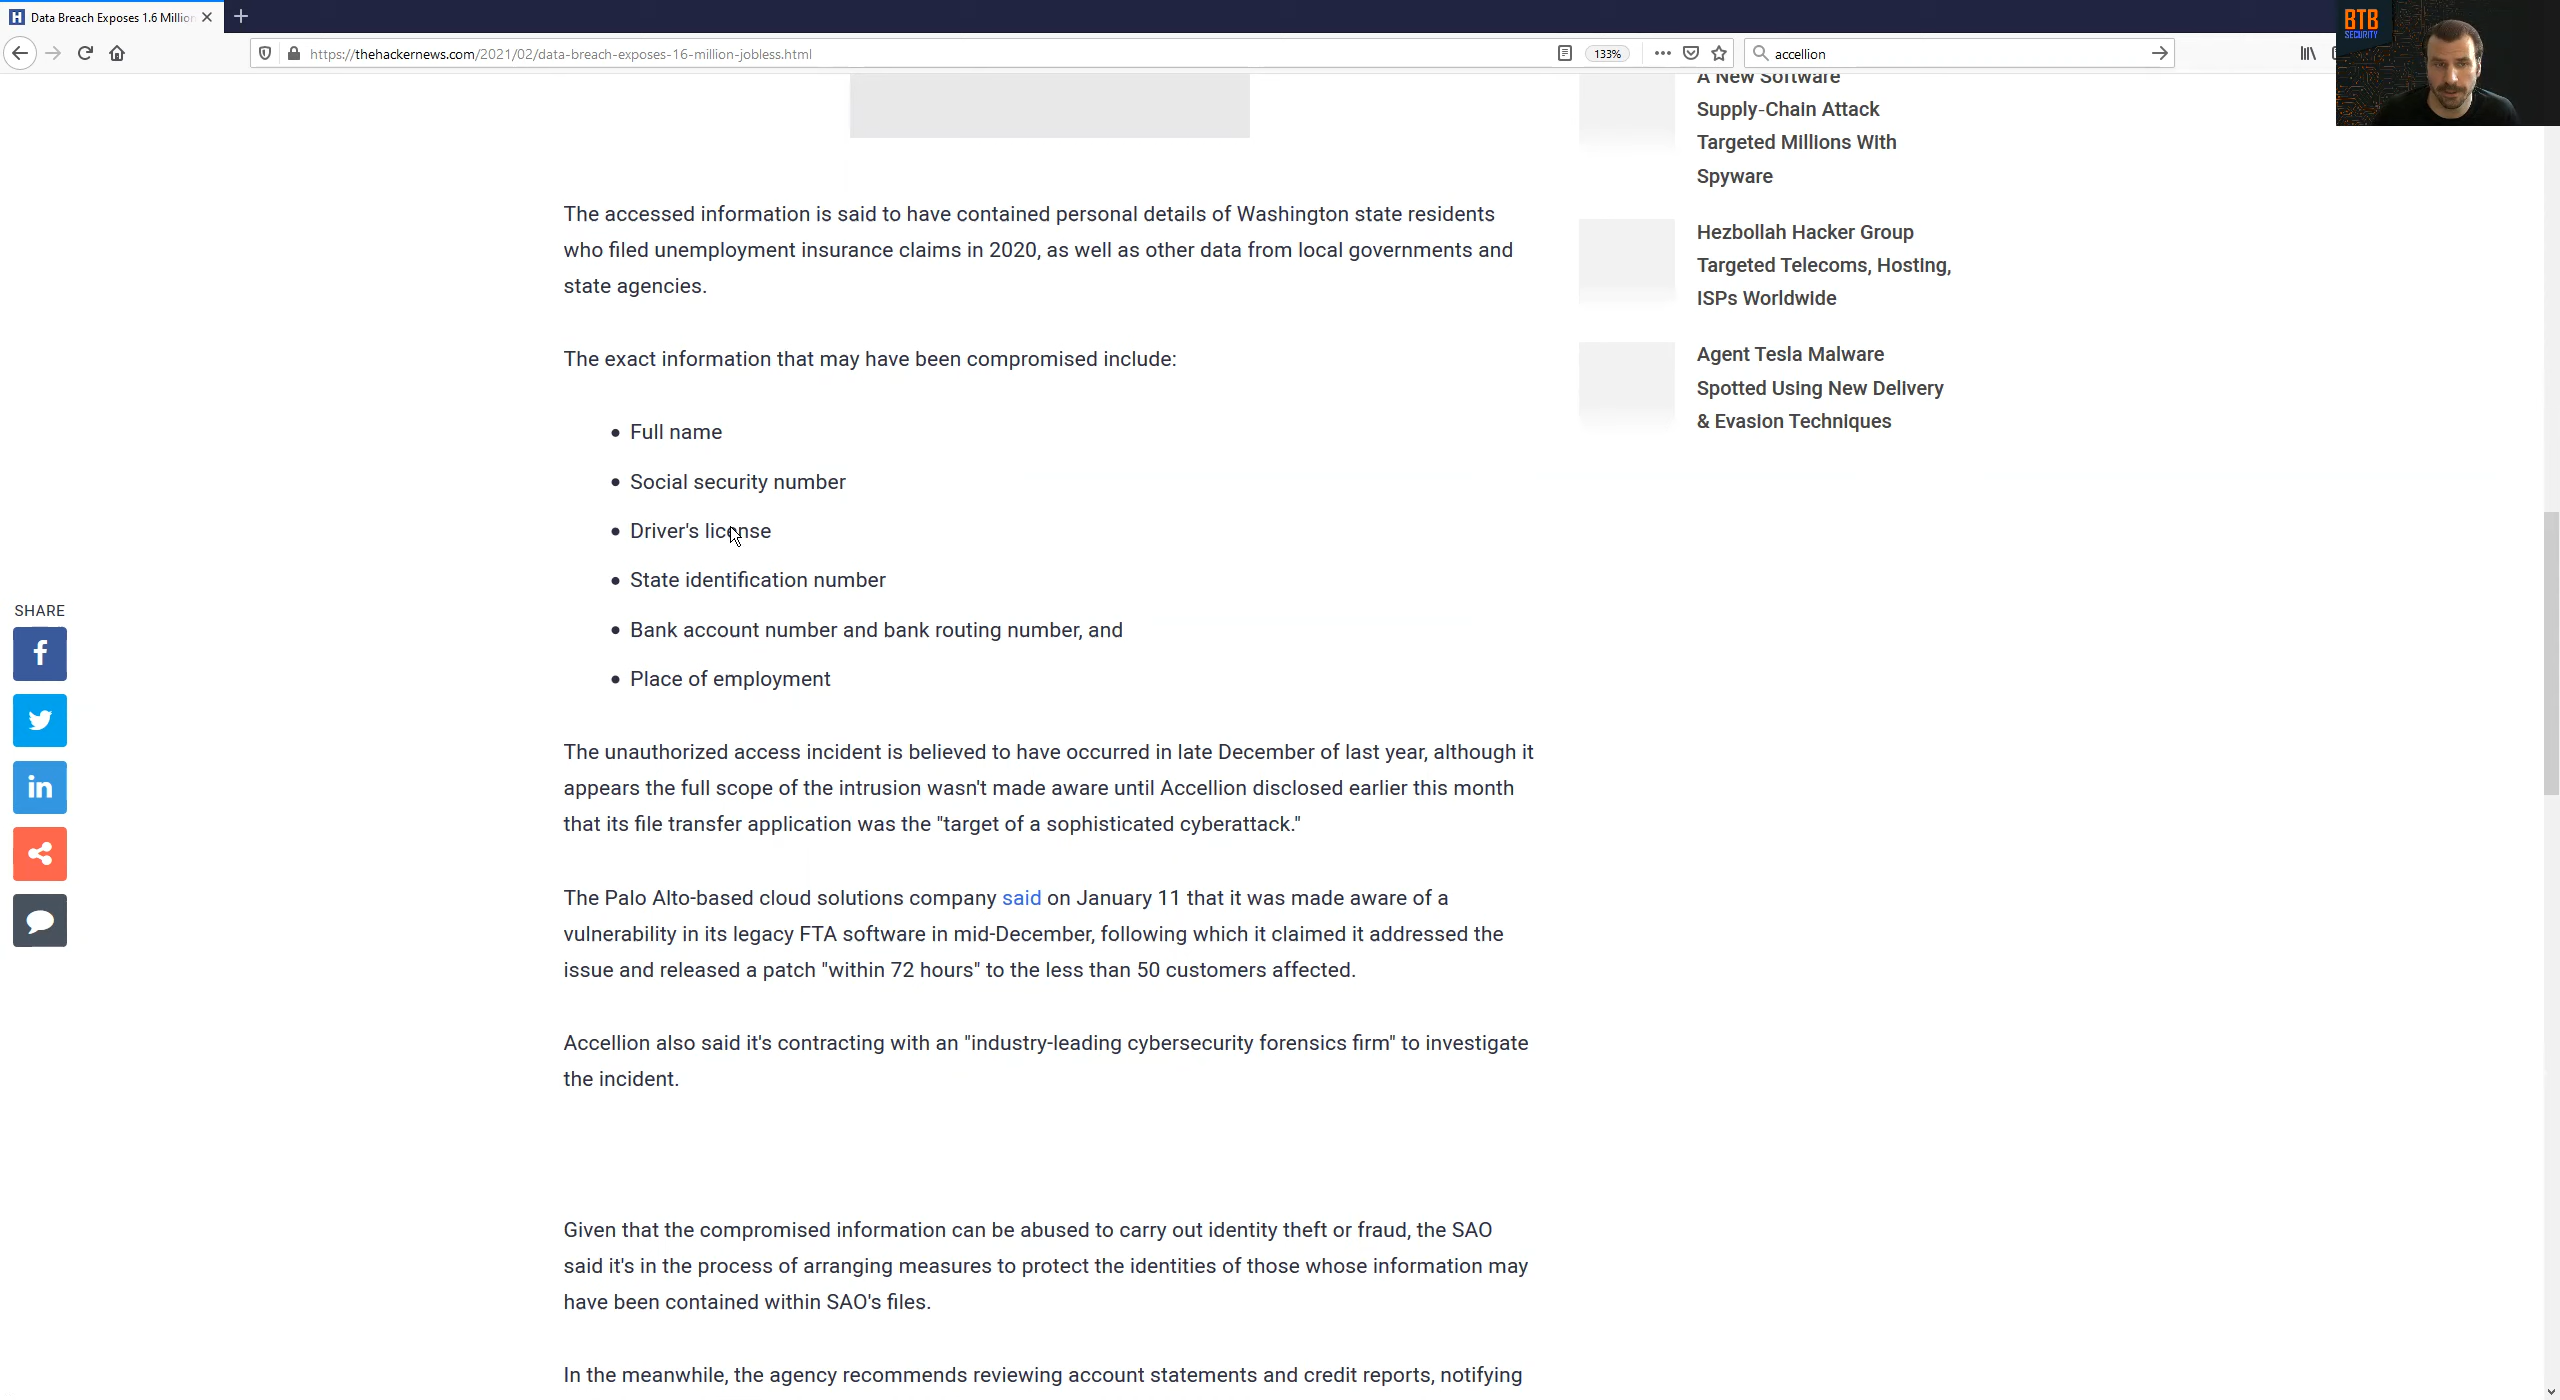 Data Breach Exposes 1.6 Million
https://thehackernews.com/2021/02/data-breach-exposes-16-million-jobless.html
133%
accellion
BTB
SECURITY
A New Software
Supply-Chain Attack
Targeted Millions With
Spyware
Hezbollah Hacker Group
Targeted Telecoms, Hosting,
ISPs Worldwide
Agent Tesla Malware
Spotted Using New Delivery
& Evasion Techniques
The accessed information is said to have contained personal details of Washington state residents
who filed unemployment insurance claims in 2020, as well as other data from local governments and
state agencies.
The exact information that may have been compromised include:
• Full name
• Social security number
• Driver's license
• State identification number
• Bank account number and bank routing number, and
• Place of employment
The unauthorized access incident is believed to have occurred in late December of last year, although it
appears the full scope of the intrusion wasn't made aware until Accellion disclosed earlier this month
that its file transfer application was the "target of a sophisticated cyberattack."
The Palo Alto-based cloud solutions company said on January 11 that it was made aware of a
vulnerability in its legacy FTA software in mid-December, following which it claimed it addressed the
issue and released a patch "within 72 hours" to the less than 50 customers affected.
Accellion also said it's contracting with an "industry-leading cybersecurity forensics firm" to investigate
the incident.
Given that the compromised information can be abused to carry out identity theft or fraud, the SAO
said it's in the process of arranging measures to protect the identities of those whose information may
have been contained within SAO's files.
In the meanwhile, the agency recommends reviewing account statements and credit reports, notifying
SHARE